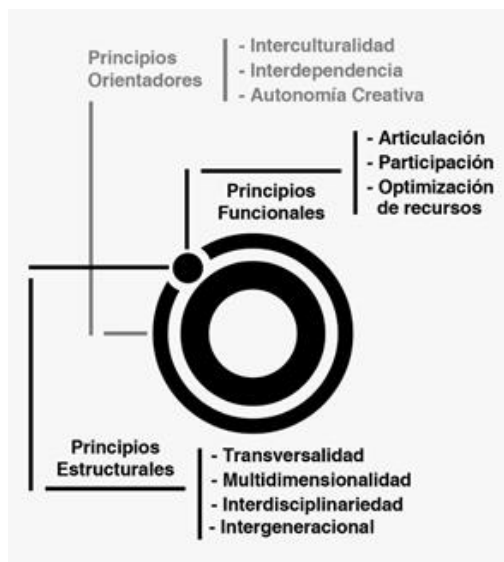 Principios
Orientadores
- Interculturalidad
- Interdependencia
- Autonomía Creativa
Principios
Funcionales
- Articulación
- Participación
- Optimización
de recursos
Principios
Estructurales
- Transversalidad
- Multidimensionalidad
- Interdisciplinariedad
- Intergeneracional